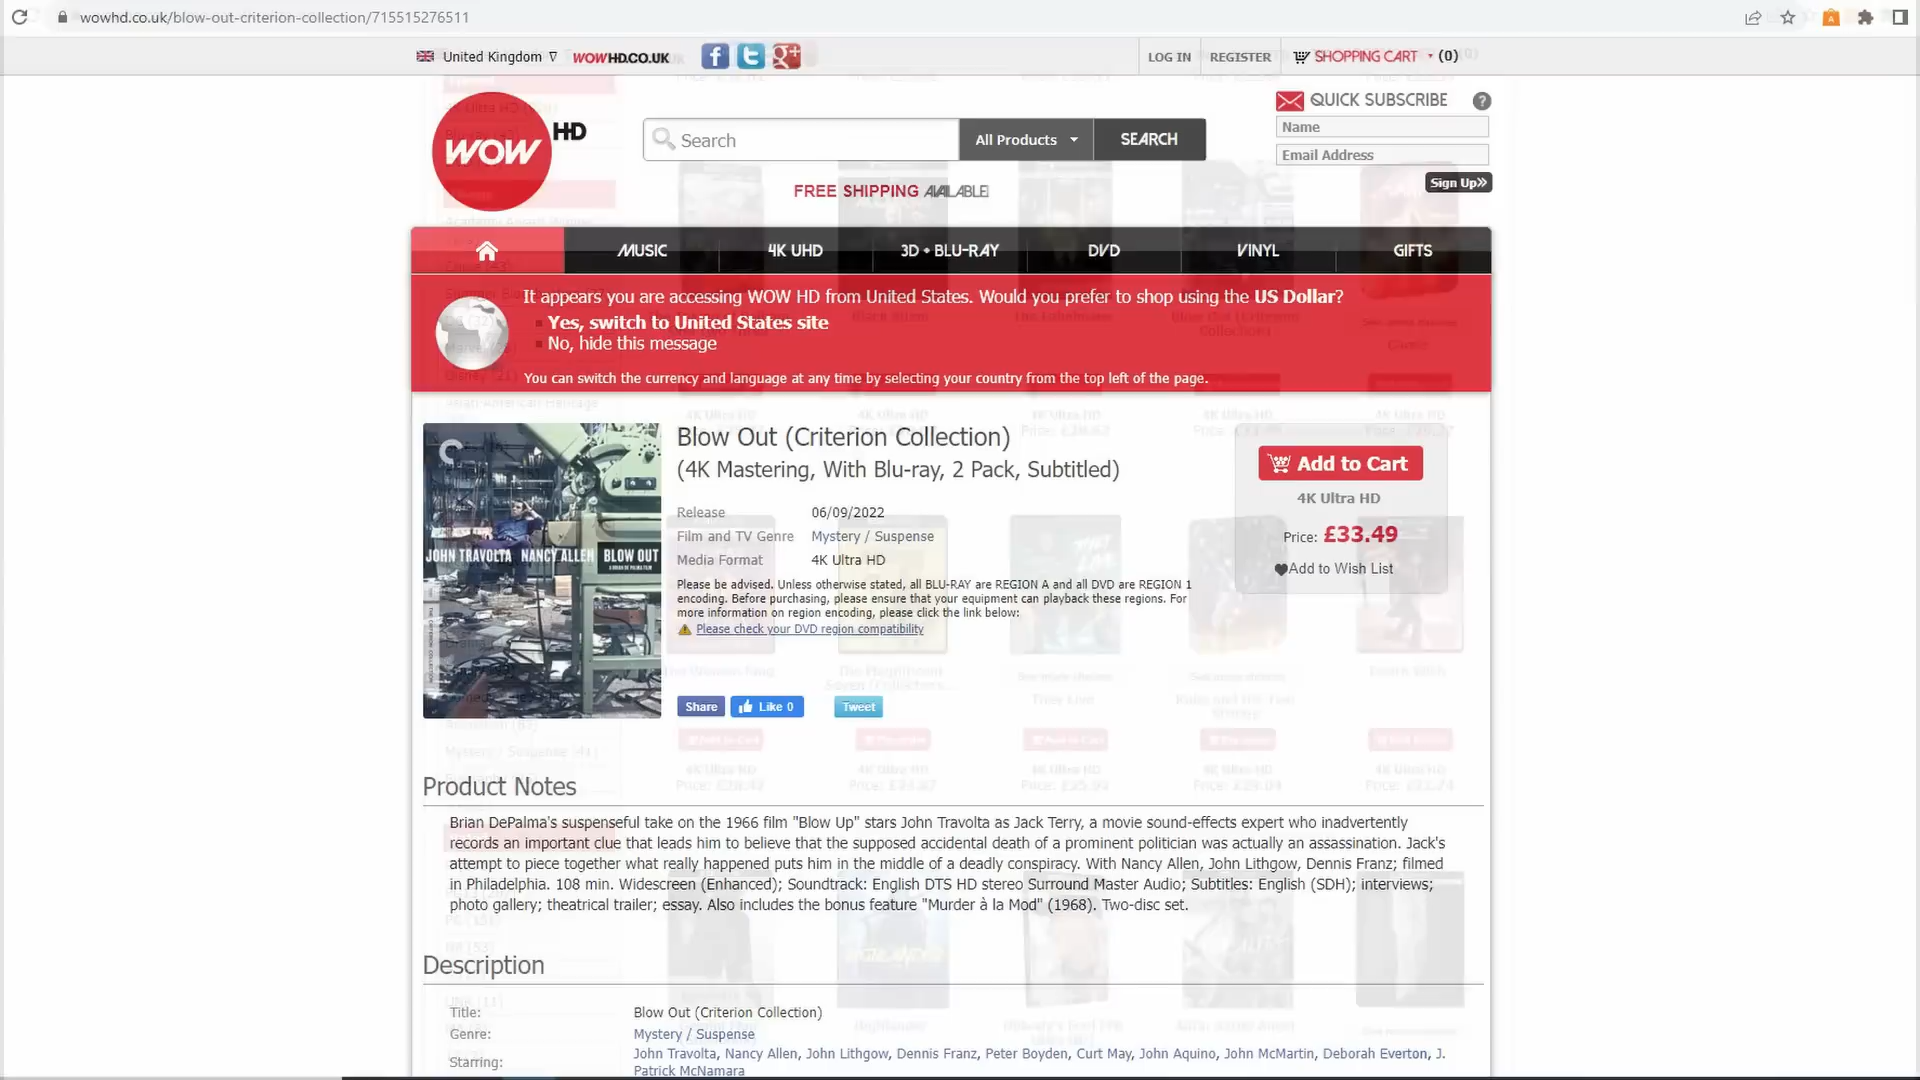 wowhd.co.uk/blow-out-criterion-collection/715515276511
United Kingdom
WOWHD.CO.UK
LOG IN
REGISTER
SHOPPING CART
(0)
WOW HD
Search
All Products
SEARCH
QUICK SUBSCRIBE
?
Name
Email Address
Sign Up»
FREE SHIPPING AVAILABLE
MUSIC
4K UHD
3D • BLU-RAY
DVD
VINYL
GIFTS
It appears you are accessing WOW HD from United States. Would you prefer to shop using the US Dollar?
Yes, switch to United States site
No, hide this message
You can switch the currency and language at any time by selecting your country from the top left of the page.
JOHN TRAVOLTA NANCY ALLEN BLOW OUT
Blow Out (Criterion Collection)
(4K Mastering, With Blu-ray, 2 Pack, Subtitled)
Release 06/09/2022
Film and TV Genre Mystery / Suspense
Media Format 4K Ultra HD
Please be advised. Unless otherwise stated, all BLU-RAY are REGION A and all DVD are REGION 1
encoding. Before purchasing, please ensure that your equipment can playback these regions. For
more information on region encoding, please click the link below:
Please check your DVD region compatibility
Share
Like 0
Tweet
Add to Cart
4K Ultra HD
Price: £33.49
Add to Wish List
Product Notes
Brian DePalma's suspenseful take on the 1966 film "Blow Up" stars John Travolta as Jack Terry, a movie sound-effects expert who inadvertently
records an important clue that leads him to believe that the supposed accidental death of a prominent politician was actually an assassination. Jack's
attempt to piece together what really happened puts him in the middle of a deadly conspiracy. With Nancy Allen, John Lithgow, Dennis Franz; filmed
in Philadelphia. 108 min. Widescreen (Enhanced); Soundtrack: English DTS HD stereo Surround Master Audio; Subtitles: English (SDH); interviews;
photo gallery; theatrical trailer; essay. Also includes the bonus feature "Murder à la Mod" (1968). Two-disc set.
Description
Title: Blow Out (Criterion Collection)
Genre: Mystery / Suspense
Starring: John Travolta, Nancy Allen, John Lithgow, Dennis Franz, Peter Boyden, Curt May, John Aquino, John McMartin, Deborah Everton, J.
Patrick McNamara